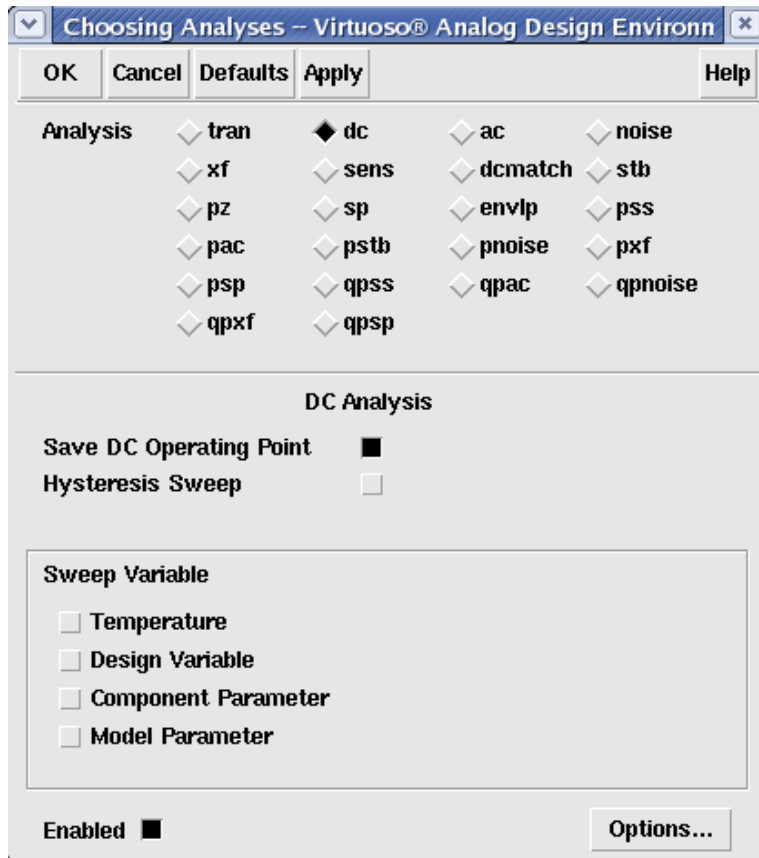 Choosing Analyses -- Virtuoso® Analog Design Environn
OK Cancel Defaults Apply Help
Analysis tran dc ac noise
xf sens dcmatch stb
pz sp envlp pss
pac pstb pnoise pxf
psp qpss qpac qpnoise
qpxf qpsp
DC Analysis
Save DC Operating Point
Hysteresis Sweep
Sweep Variable
Temperature
Design Variable
Component Parameter
Model Parameter
Enabled Options...